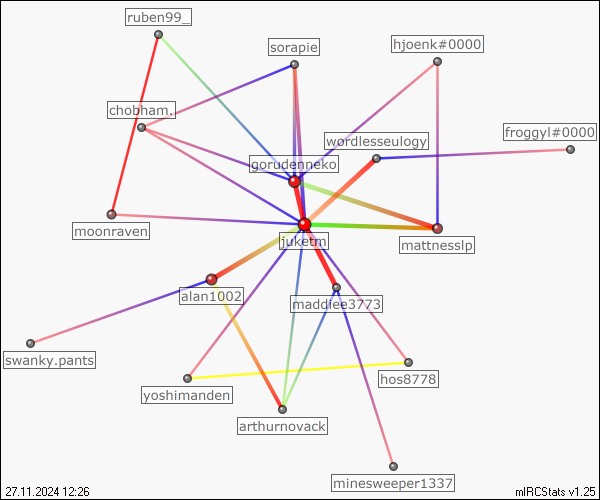 ruben99_
sorapie
hjoenk#0000
chobham.
wordlesseulogy
froggyl#0000
gorudenneko
moonraven
juketm
mattnesslp
alan1002
maddiee3773
swanky.pants
hos8778
yoshimanden
arthurnovack
minesweeper1337
27.11.2024 12:26
mIRCStats v1.25